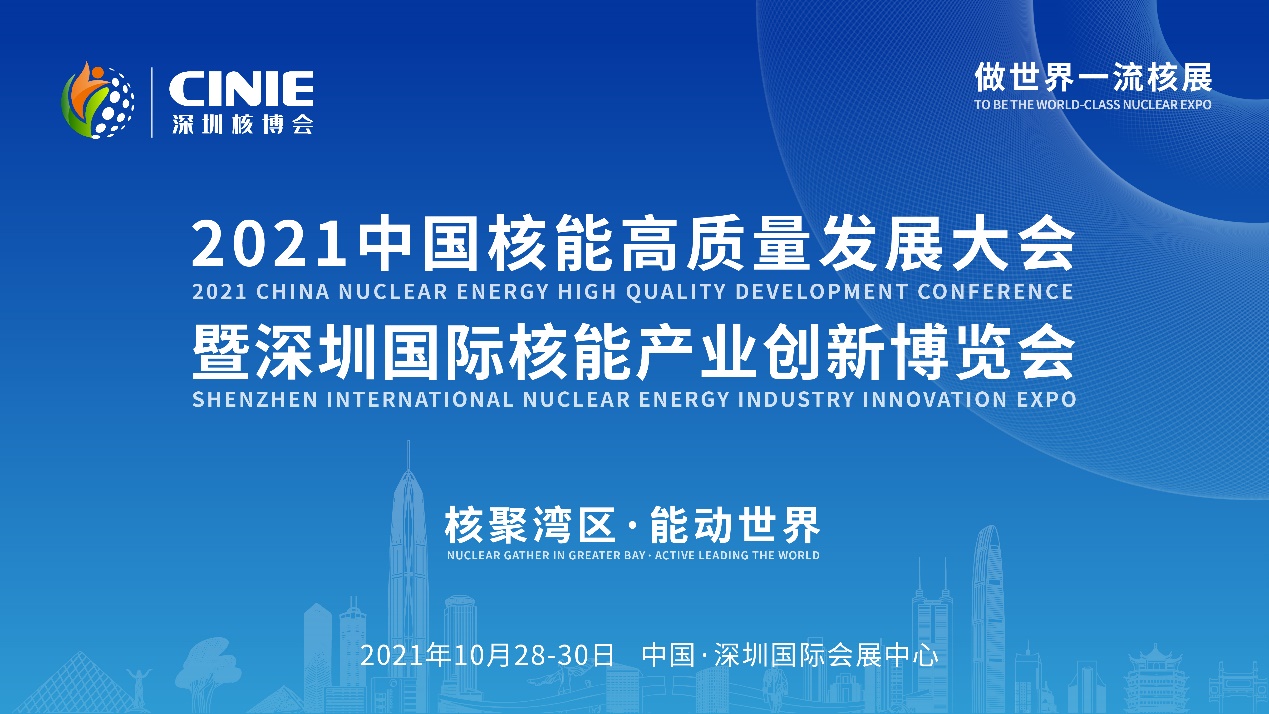 CINIE
深圳核博会
做世界一流核展
TO BE THE WORLD-CLASS NUCLEAR EXPO
2021中国核能高质量发展大会
2021 CHINA NUCLEAR ENERGY HIGH QUALITY DEVELOPMENT CONFERENCE
暨深圳国际核能产业创新博览会
SHENZHEN INTERNATIONAL NUCLEAR ENERGY INDUSTRY INNOVATION EXPO
核聚湾区·能动世界
NUCLEAR GATHER IN GREATER BAY · ACTIVE LEADING THE WORLD
2021年10月28-30日 中国·深圳国际会展中心